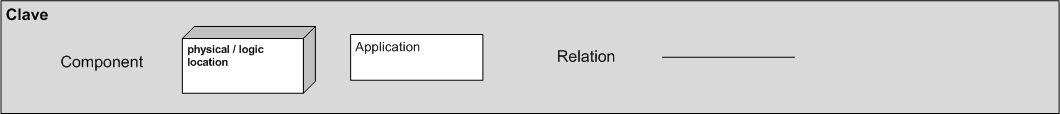 Clave
Component
physical / logic
location
Application
Relation